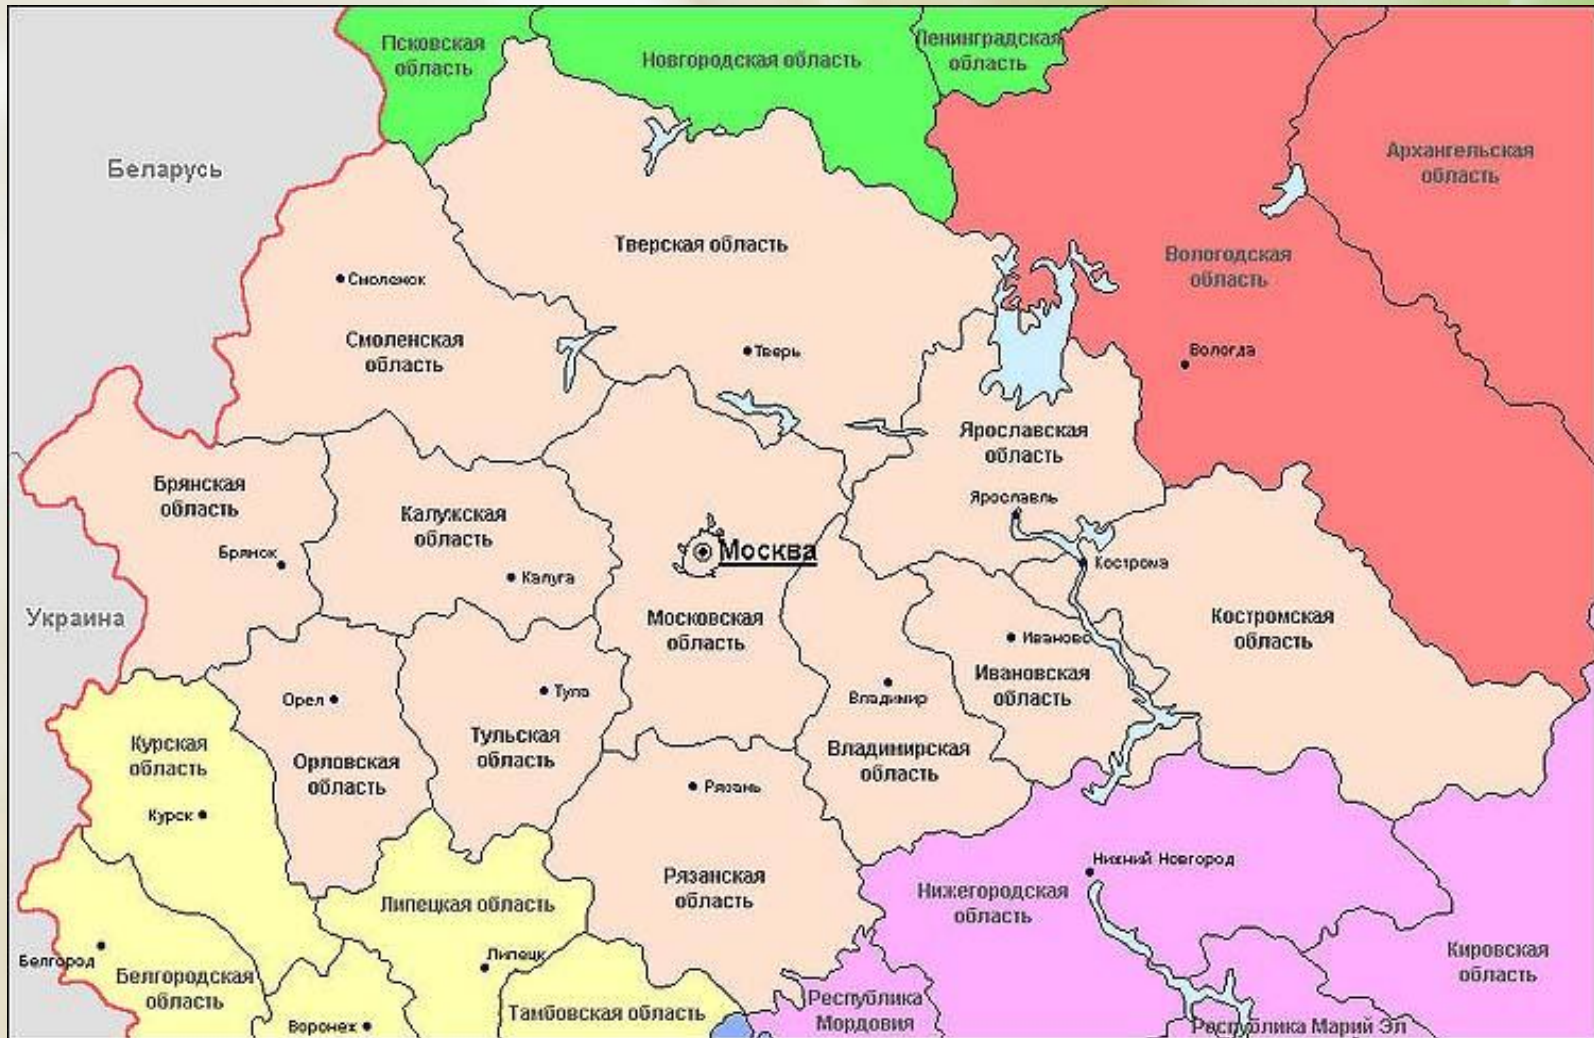 Псковская
область
Новгородская область
Ленинградская
область
Беларусь
Архангельская
область
Тверская область
Вологодская
область
Смоленск
Смоленская
область
Тверь
Вологда
Ярославская
область
Брянская
область
Калужская
область
Ярославль
Брянск
Москва
Калуга
Кострома
Украина
Московская
область
Костромская
область
Иваново
Ивановская
область
Орел
Тула
Владимир
Курская
область
Тульская
область
Орловская
область
Владимирская
область
Рязань
Курск
Нижний Новгород
Рязанская
область
Нижегородская
область
Липецкая область
Кировская
область
Белгород
Липецк
Белгородская
область
Тамбовская область
Республика
Мордовия
Воронеж
Республика Марий Эл